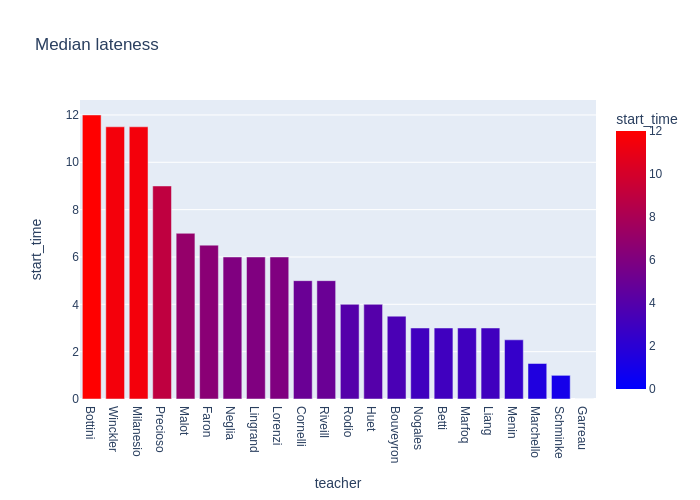 Median lateness
start_time
12
10
8
6
4
2
0
start_time
12
10
8
6
4
2
0
Bottini
Winckler
Milanesio
Precioso
Malot
Faron
Neglia
Lingrand
Lorenzi
Cornelli
Riveill
Rodio
Huet
Bouveyron
Nogales
Betti
Marfoq
Liang
Menin
Marchello
Schminke
Garreau
teacher